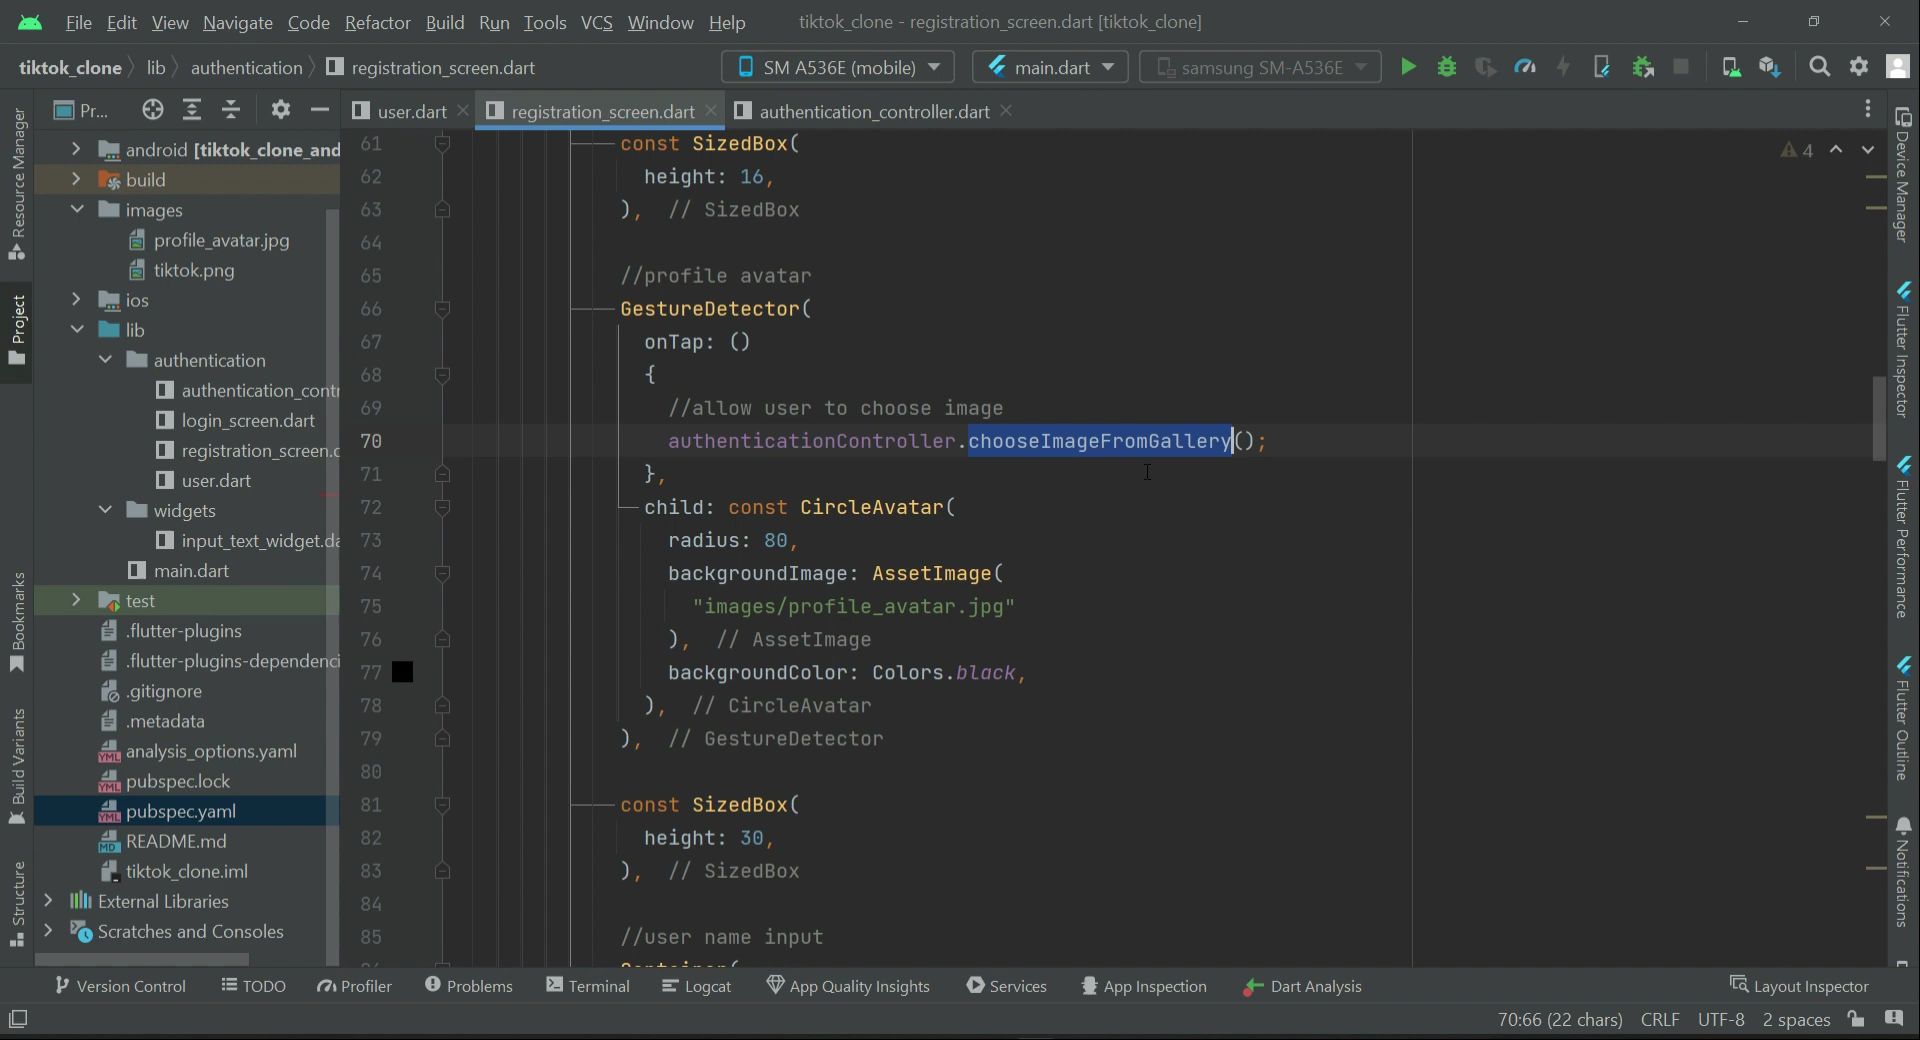 File Edit View Navigate Code Refactor Build Run Tools VCS Window Help tiktok_clone - registration_screen.dart [tiktok_clone]
tiktok_clone lib authentication registration_screen.dart SM A536E (mobile) main.dart samsung SM-A536E
Pr... user.dart registration_screen.dart authentication_controller.dart
Resource Manager
Project
Bookmarks
Build Variants
Structure
android [tiktok_clone_and
build
images
profile_avatar.jpg
tiktok.png
ios
lib
authentication
authentication_contr
login_screen.dart
registration_screen.c
user.dart
widgets
input_text_widget.da
main.dart
test
.flutter-plugins
.flutter-plugins-dependenci
.gitignore
.metadata
analysis_options.yaml
pubspec.lock
pubspec.yaml
README.md
tiktok_clone.iml
External Libraries
Scratches and Consoles
4
61 const SizedBox(
62 height: 16,
63 ), // SizedBox
64
65 //profile avatar
66 GestureDetector(
67 onTap: ()
68 {
69 //allow user to choose image
70 authenticationController.chooseImageFromGallery();
71 },
72 child: const CircleAvatar(
73 radius: 80,
74 backgroundImage: AssetImage(
75 "images/profile_avatar.jpg"
76 ), // AssetImage
77 backgroundColor: Colors.black,
78 ), // CircleAvatar
79 ), // GestureDetector
80
81 const SizedBox(
82 height: 30,
83 ), // SizedBox
84
85 //user name input
Device Manager
Flutter Inspector
Flutter Performance
Flutter Outline
Notifications
Version Control TODO Profiler Problems Terminal Logcat App Quality Insights Services App Inspection Dart Analysis Layout Inspector
70:66 (22 chars) CRLF UTF-8 2 spaces